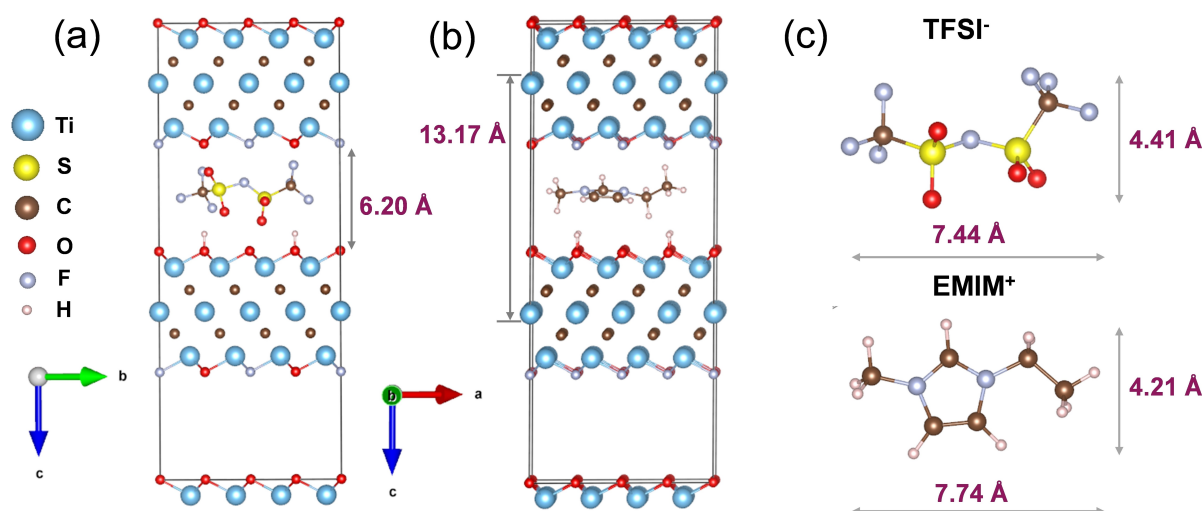 (a)
(b)
(c)
TFSI⁻
Ti
S
C
O
F
H
13.17 Å
6.20 Å
4.41 Å
7.44 Å
EMIM⁺
4.21 Å
7.74 Å
b
c
b
a
c